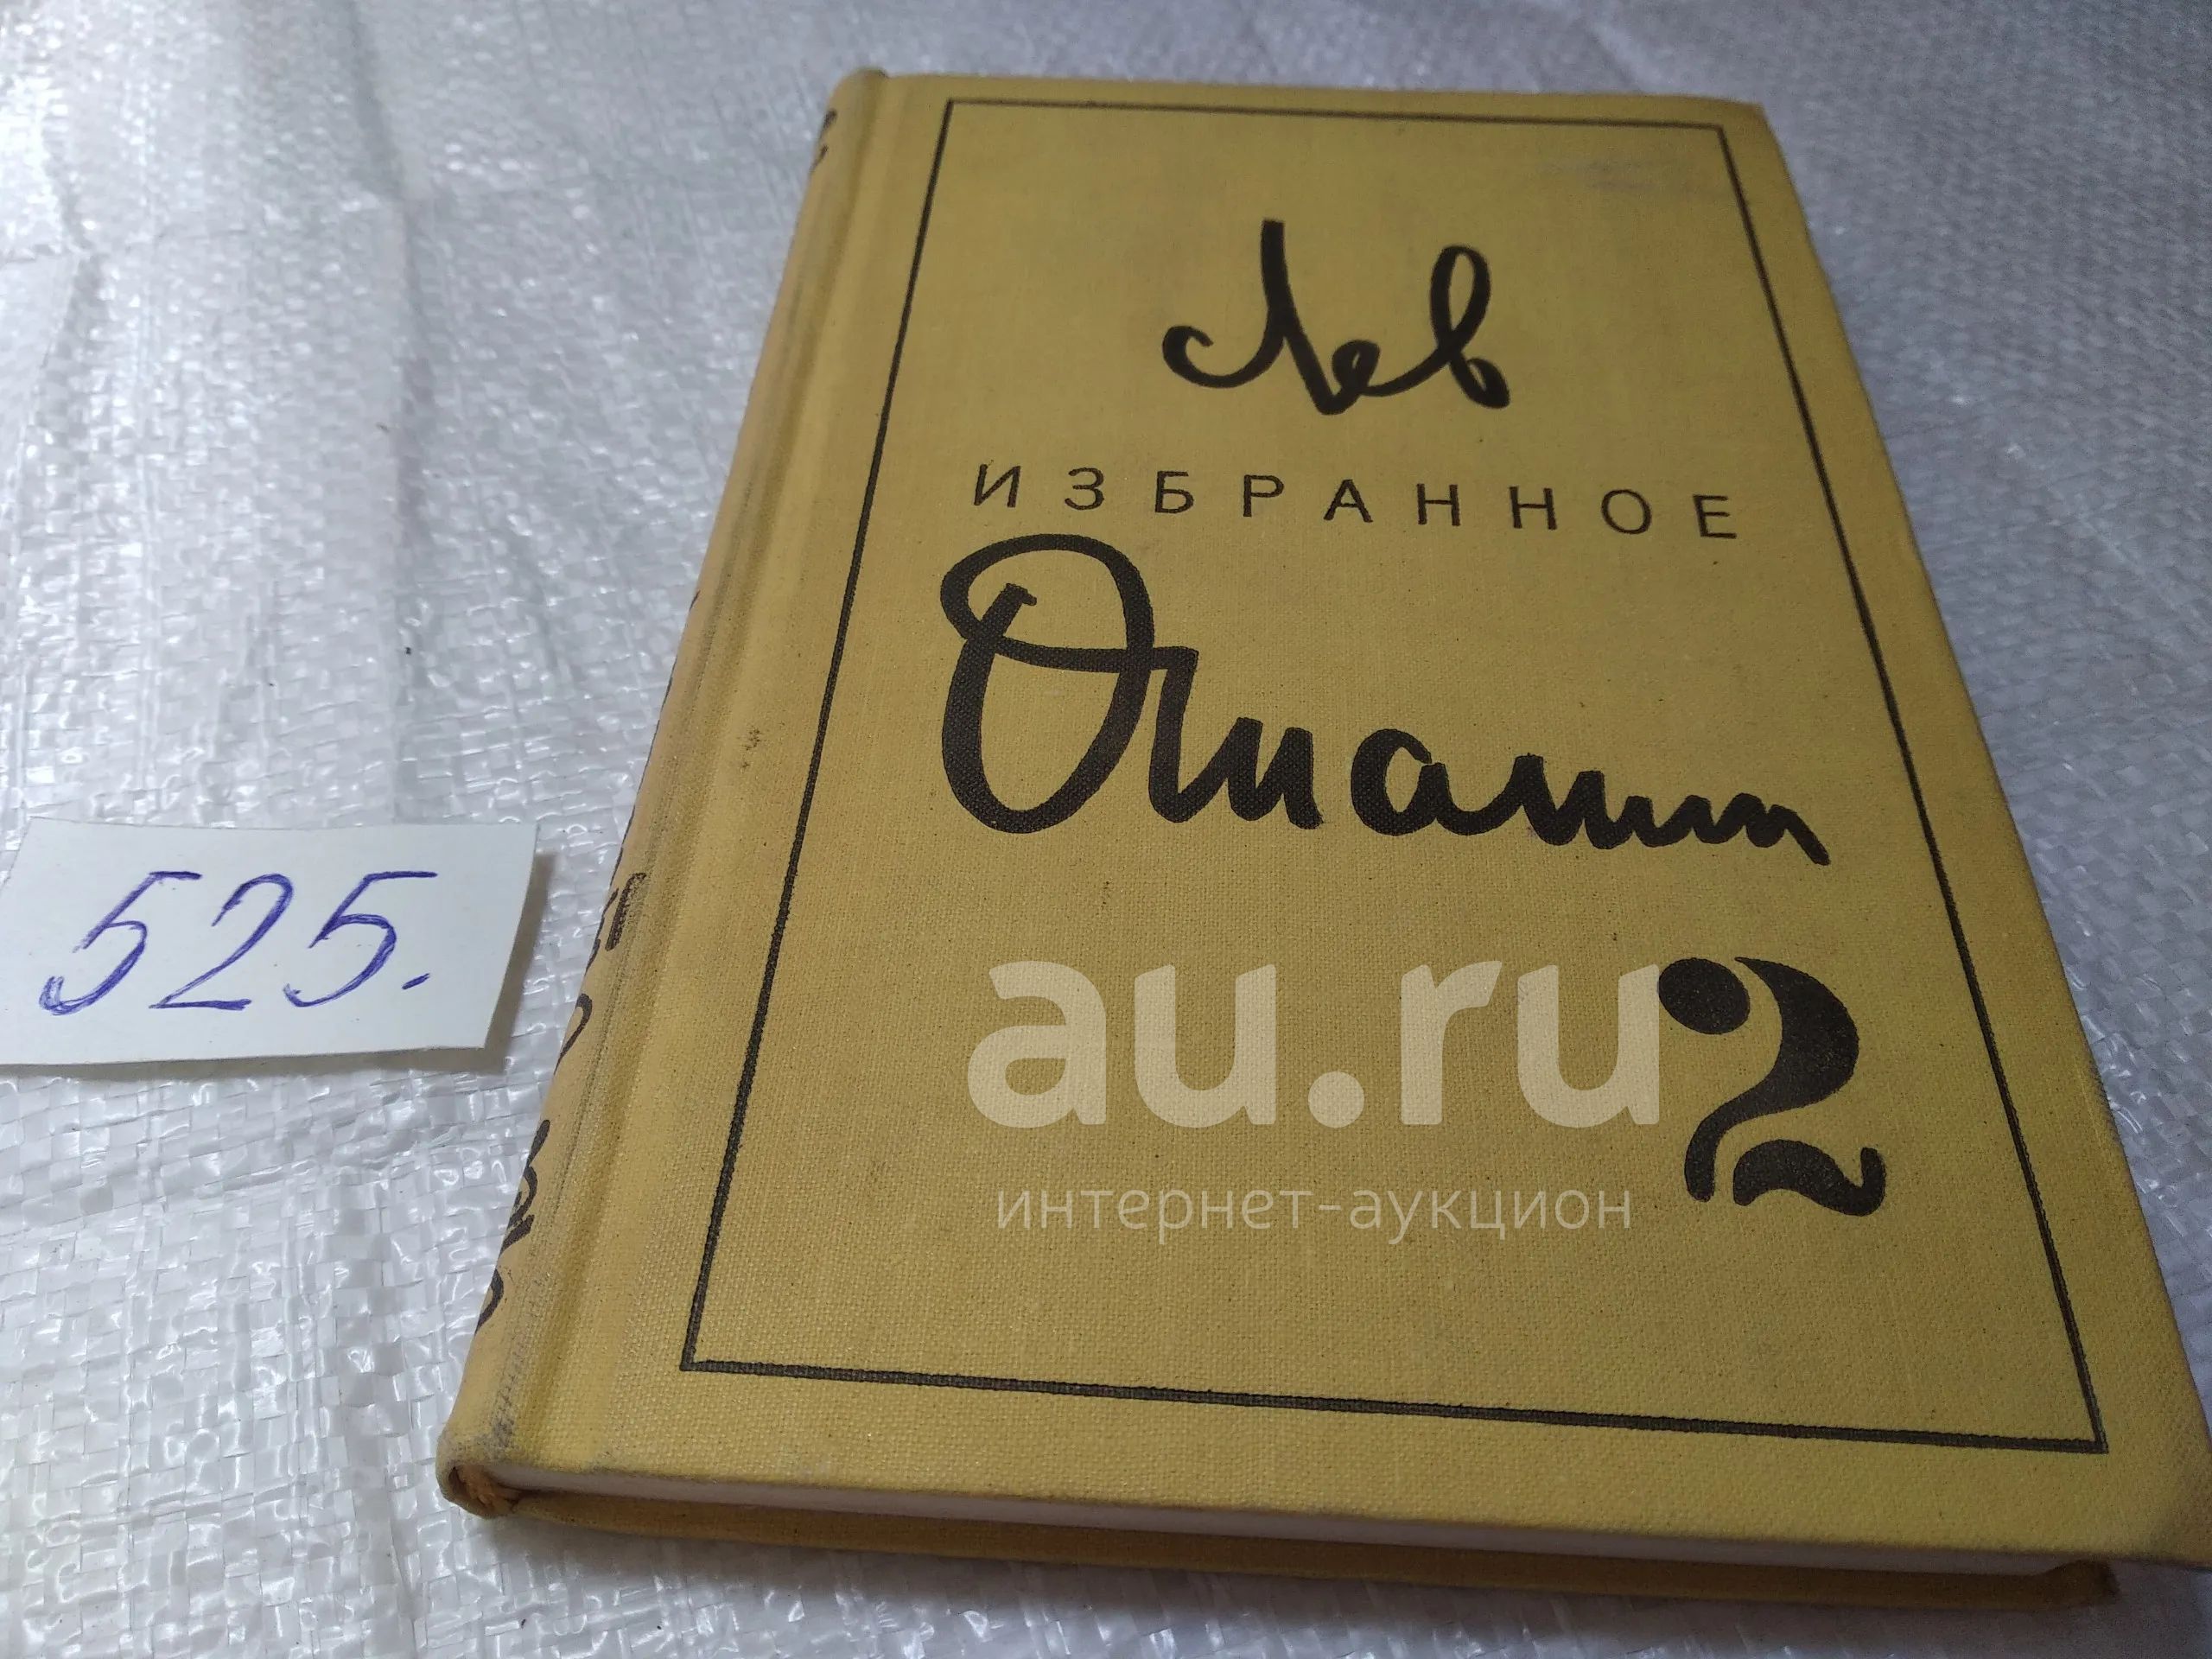 Лев
ИЗБРАННОЕ
Ошанин
2
525.
au.ru
интернет-аукцион